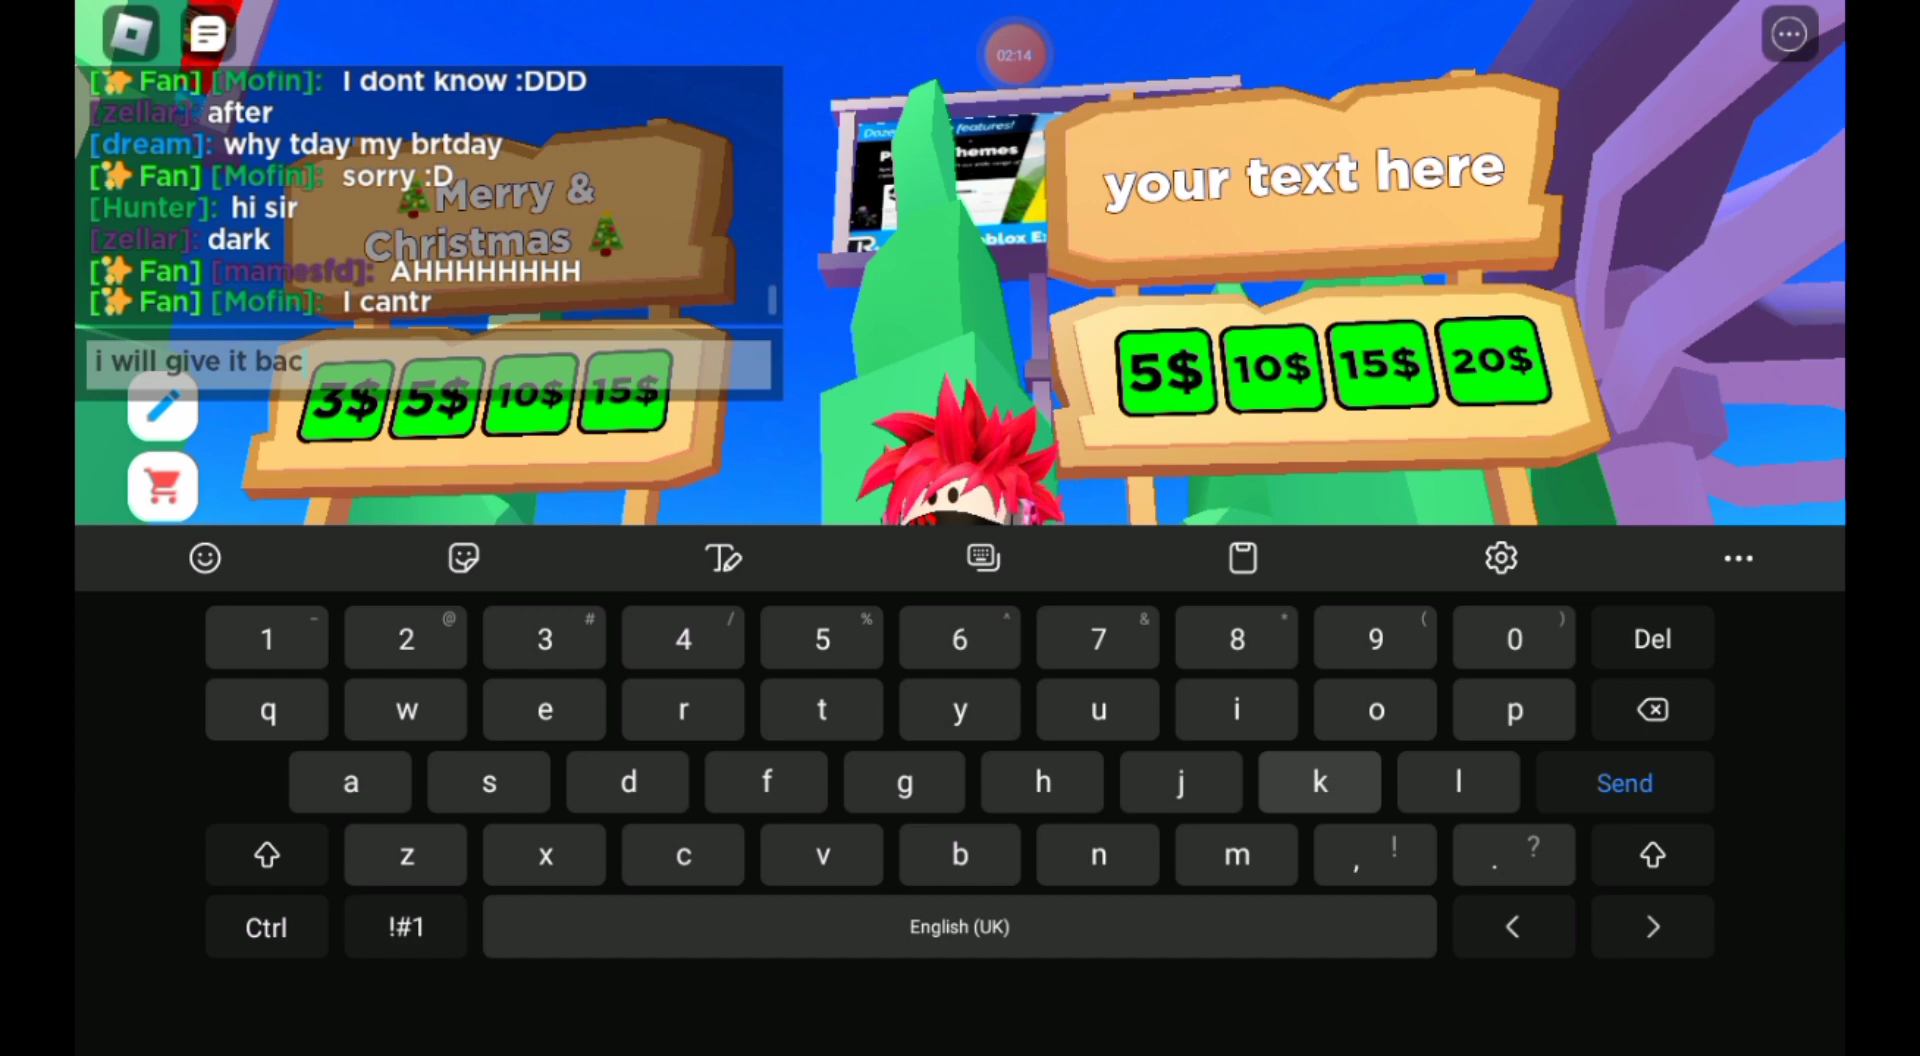 02:14
[✨ Fan] [Mofin]: I dont know :DDD
[zellar]: after
[dream]: why tday my brtday
[✨ Fan] [Mofin]: sorry :D
[Hunter]: hi sir
[zellar]: dark
[✨ Fan] [mamesfd]: AHHHHHHHH
[✨ Fan] [Mofin]: I cantr
i will give it bac
🎄Merry &
Christmas 🎄
3$ 5$ 10$ 15$
features!
your text here
5$ 10$ 15$ 20$
1 - 2 @ 3 # 4 / 5 % 6 ^ 7 & 8 * 9 ( 0 ) Del
q w e r t y u i o p
a s d f g h j k l Send
z x c v b n m , ! . ?
Ctrl !#1 English (UK) < >